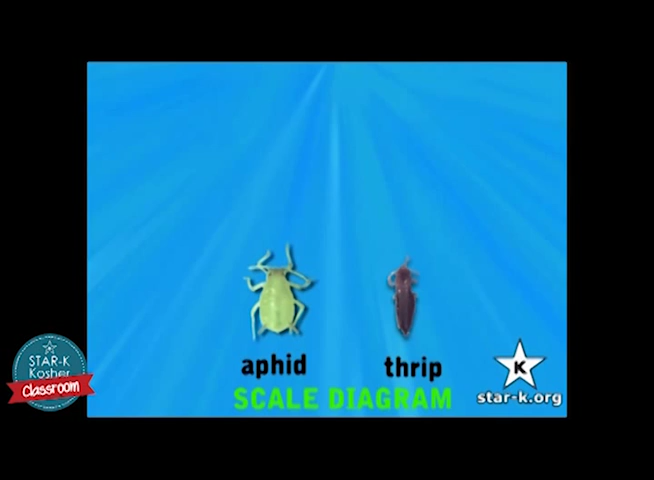 aphid
thrip
SCALE DIAGRAM
K
star-k.org
STAR-K
Kosher
Classroom